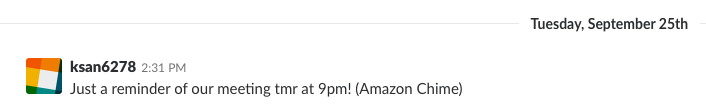 Tuesday, September 25th
ksan6278 2:31 PM
Just a reminder of our meeting tmr at 9pm! (Amazon Chime)